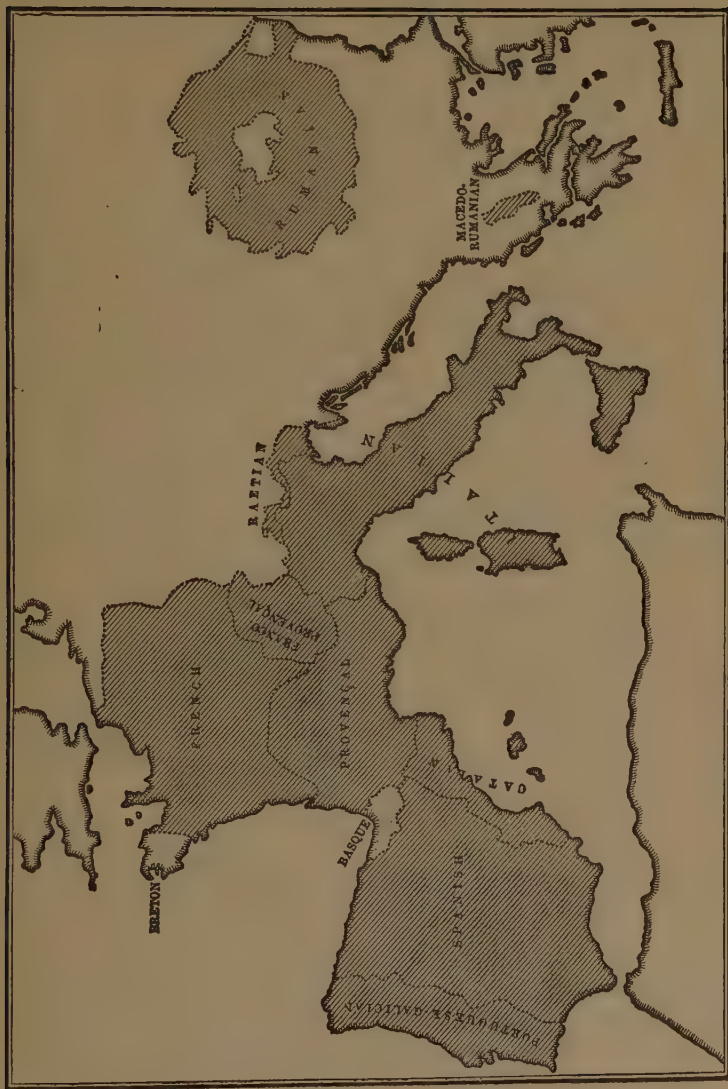 BRETON
FRENCH
FRANCO
PROVENÇAL
PROVENÇAL
BASQUE
CATALAN
SPANISH
PORTUGUESE-GALICIAN
RAETIAN
ITALIAN
RUMANIAN
MACEDO-
RUMANIAN